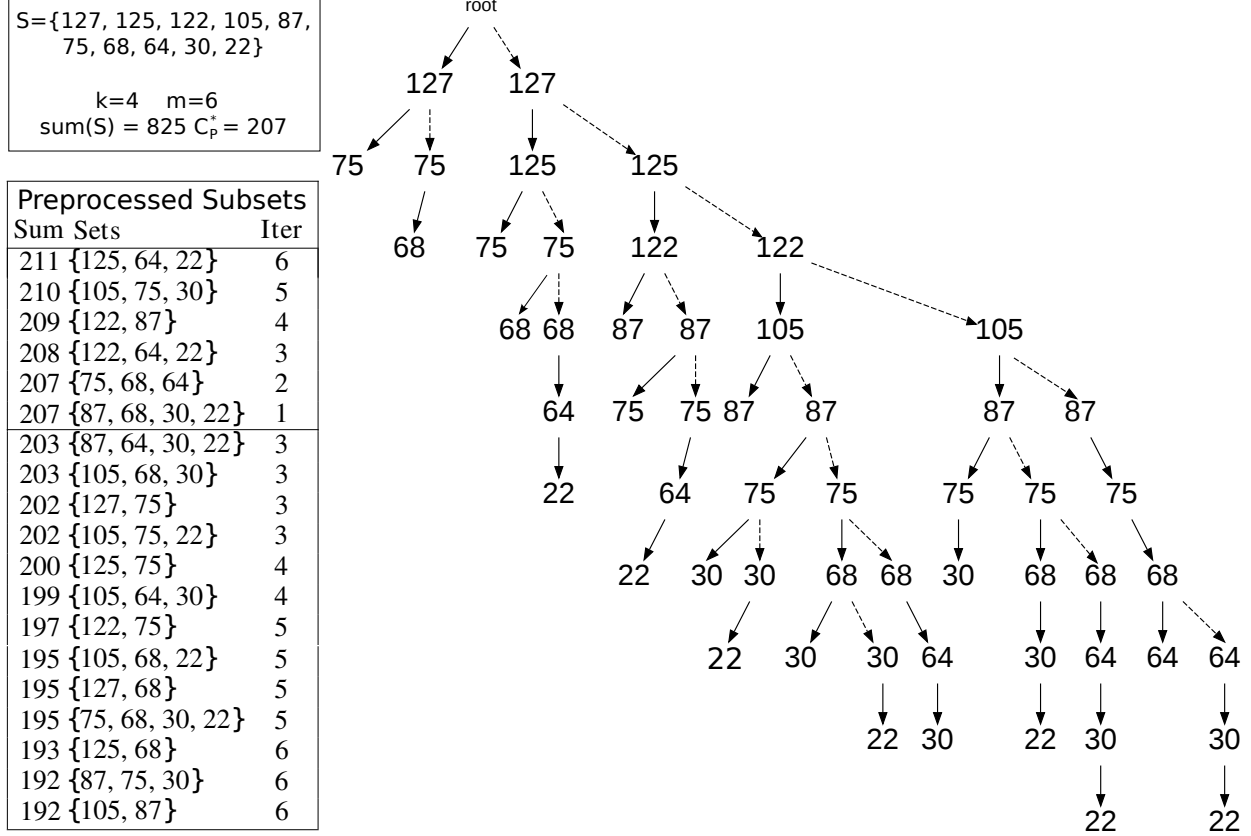 S={127, 125, 122, 105, 87,
75, 68, 64, 30, 22}
k=4 m=6
sum(S) = 825 C*P = 207
Preprocessed Subsets
Sum Sets Iter
211 {125, 64, 22} 6
210 {105, 75, 30} 5
209 {122, 87} 4
208 {122, 64, 22} 3
207 {75, 68, 64} 2
207 {87, 68, 30, 22} 1
203 {87, 64, 30, 22} 3
203 {105, 68, 30} 3
202 {127, 75} 3
202 {105, 75, 22} 3
200 {125, 75} 4
199 {105, 64, 30} 4
197 {122, 75} 5
195 {105, 68, 22} 5
195 {127, 68} 5
195 {75, 68, 30, 22} 5
193 {125, 68} 6
192 {87, 75, 30} 6
192 {105, 87} 6
root
127 127
75 75 125 125
68 75 75 122 122
68 68 87 87 105 105
64 75 75 87 87 87 87
22 64 75 75 75 75 75
22 30 30 68 68 30 68 68 68
22 30 30 64 30 64 64 64
22 30 22 30 30
22 22